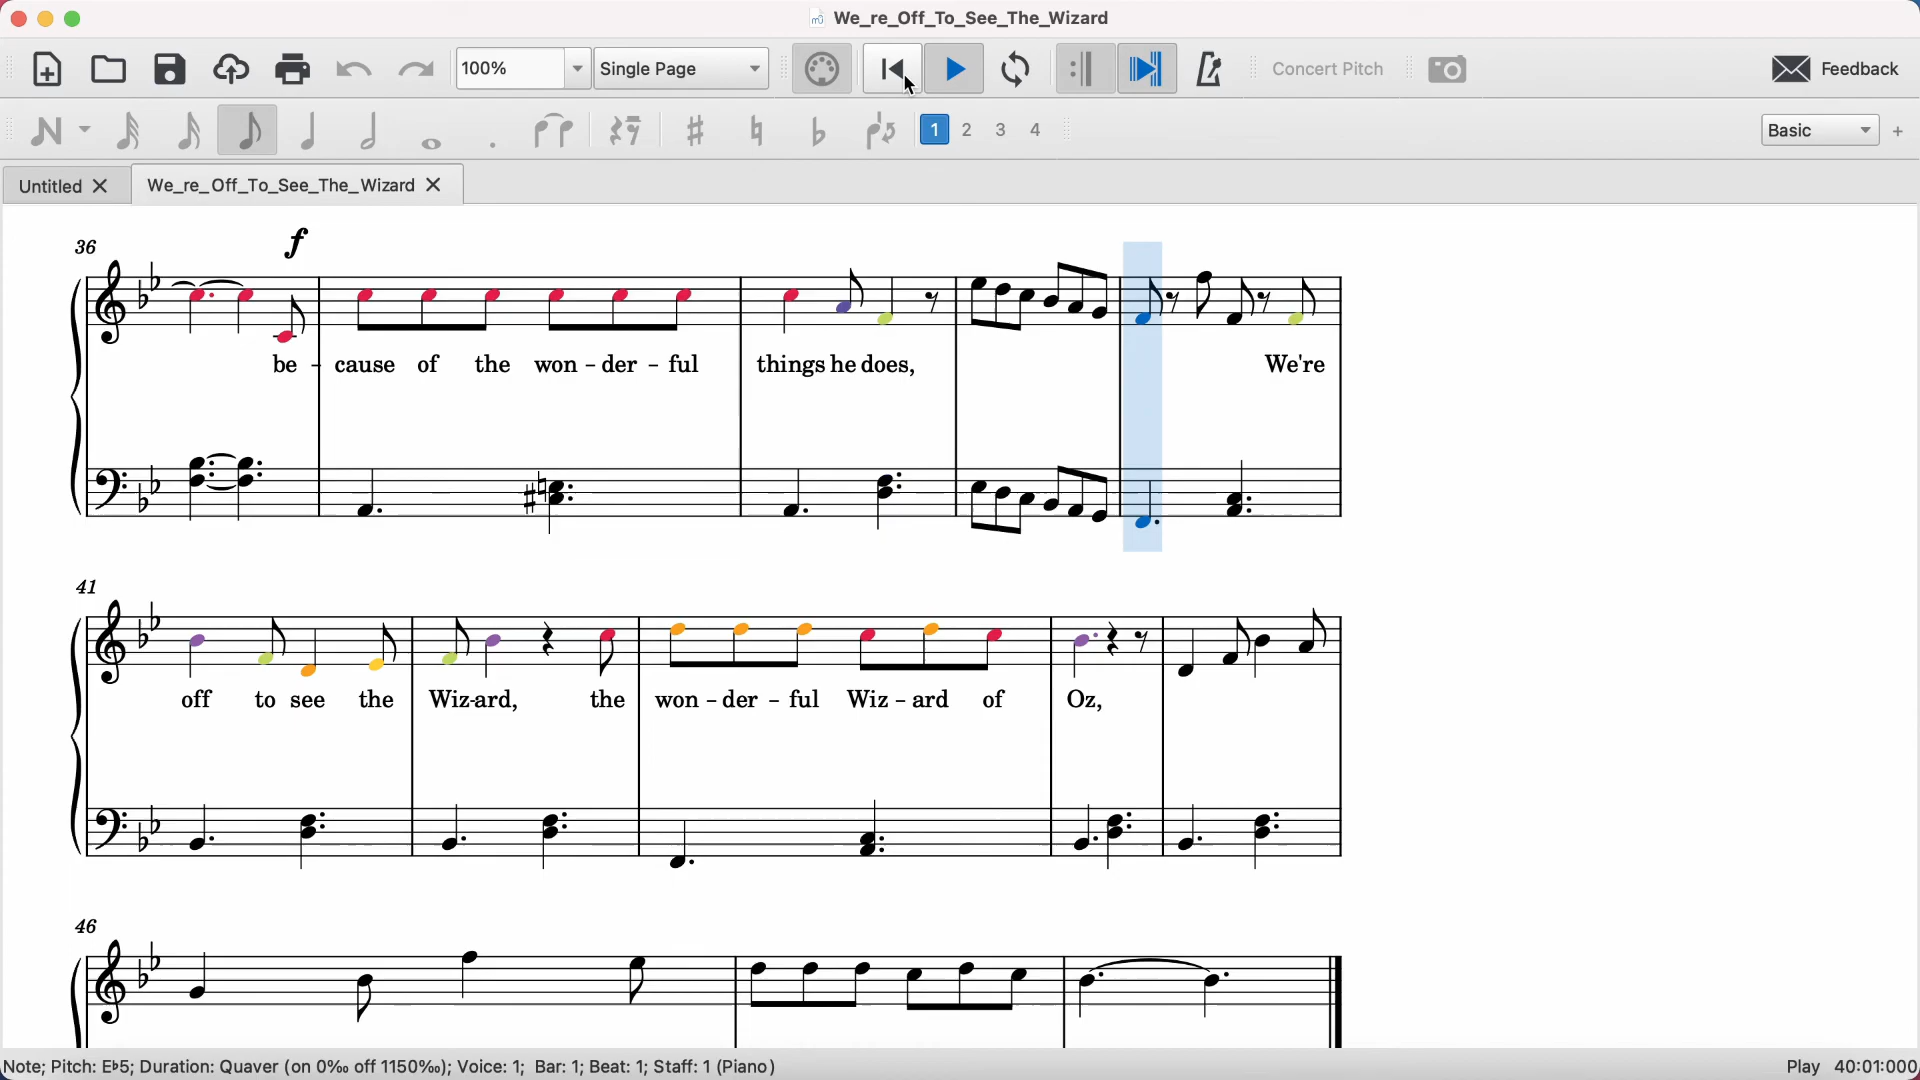 We_re_Off_To_See_The_Wizard
100% Single Page Concert Pitch Feedback
1 2 3 4 Basic +
Untitled We_re_Off_To_See_The_Wizard
36 f
be - cause of the won - der - ful things he does, We're
41
off to see the Wiz-ard, the won - der - ful Wiz - ard of Oz,
46
Note; Pitch: E♭5; Duration: Quaver (on 0‰ off 1150‰); Voice: 1; Bar: 1; Beat: 1; Staff: 1 (Piano) Play 40:01:000